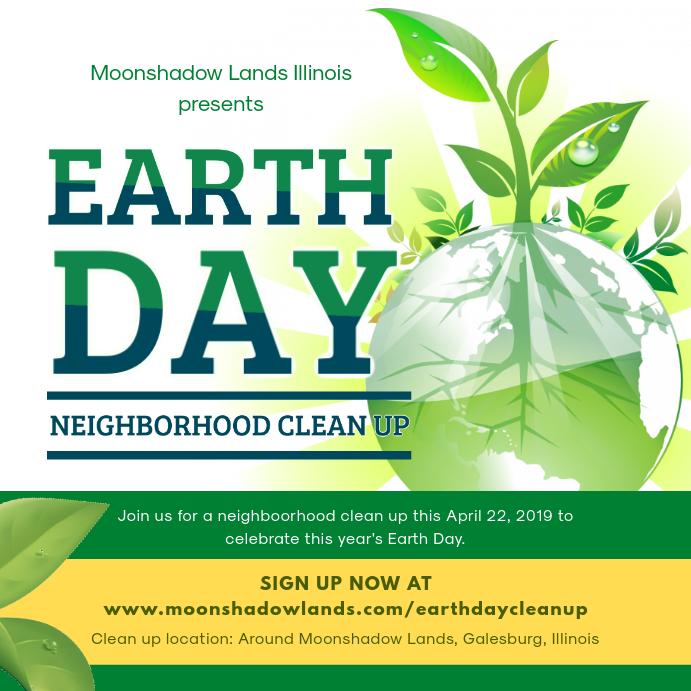 Moonshadow Lands Illinois
presents
EARTH
DAY
NEIGHBORHOOD CLEAN UP
Join us for a neighboorhood clean up this April 22, 2019 to
celebrate this year's Earth Day.
SIGN UP NOW AT
www.moonshadowlands.com/earthdaycleanup
Clean up location: Around Moonshadow Lands, Galesburg, Illinois